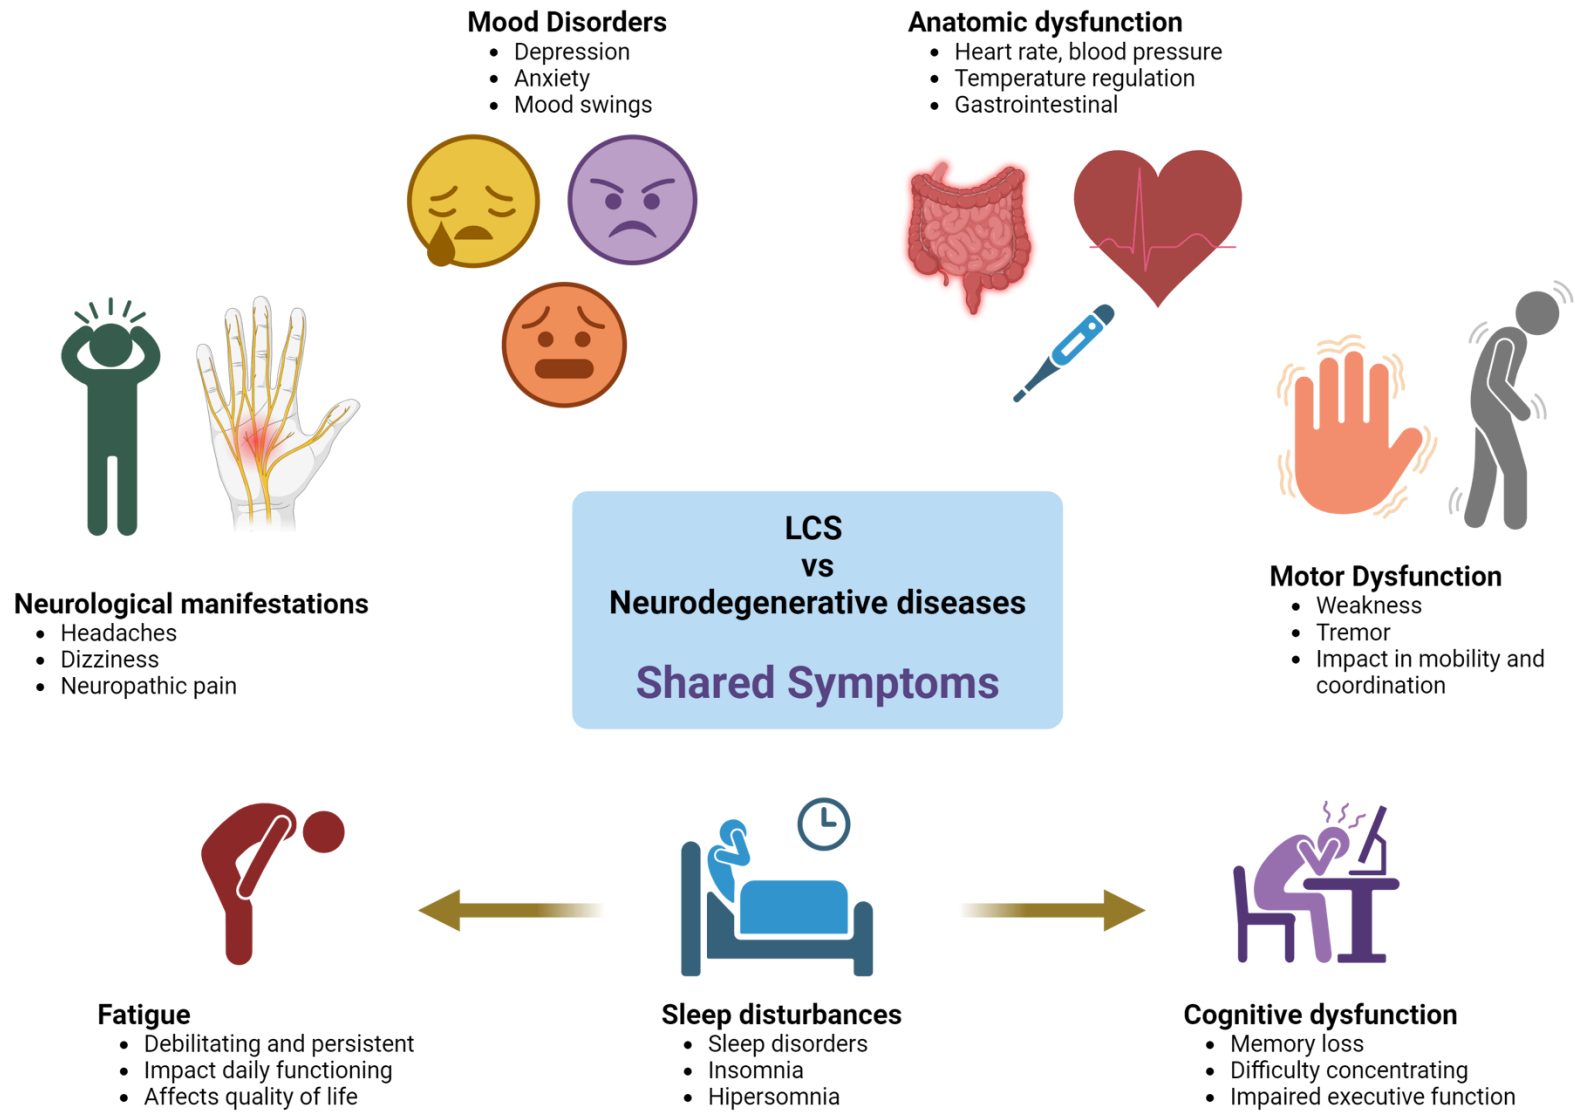 Mood Disorders
• Depression
• Anxiety
• Mood swings
Anatomic dysfunction
• Heart rate, blood pressure
• Temperature regulation
• Gastrointestinal
Neurological manifestations
• Headaches
• Dizziness
• Neuropathic pain
LCS
vs
Neurodegenerative diseases
Shared Symptoms
Motor Dysfunction
• Weakness
• Tremor
• Impact in mobility and
coordination
Fatigue
• Debilitating and persistent
• Impact daily functioning
• Affects quality of life
Sleep disturbances
• Sleep disorders
• Insomnia
• Hipersomnia
Cognitive dysfunction
• Memory loss
• Difficulty concentrating
• Impaired executive function